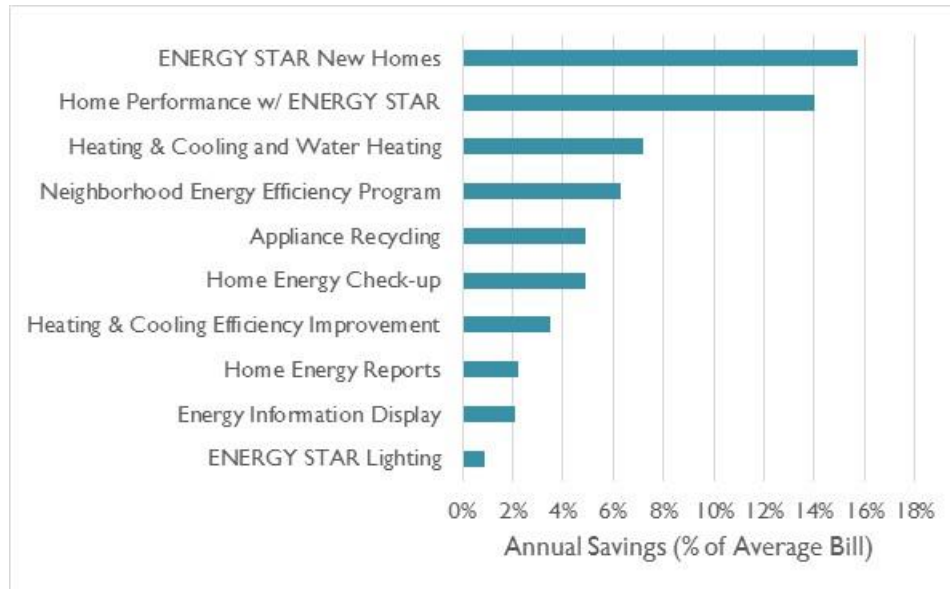 ENERGY STAR New Homes
Home Performance w/ ENERGY STAR
Heating & Cooling and Water Heating
Neighborhood Energy Efficiency Program
Appliance Recycling
Home Energy Check-up
Heating & Cooling Efficiency Improvement
Home Energy Reports
Energy Information Display
ENERGY STAR Lighting
0% 2% 4% 6% 8% 10% 12% 14% 16% 18%
Annual Savings (% of Average Bill)